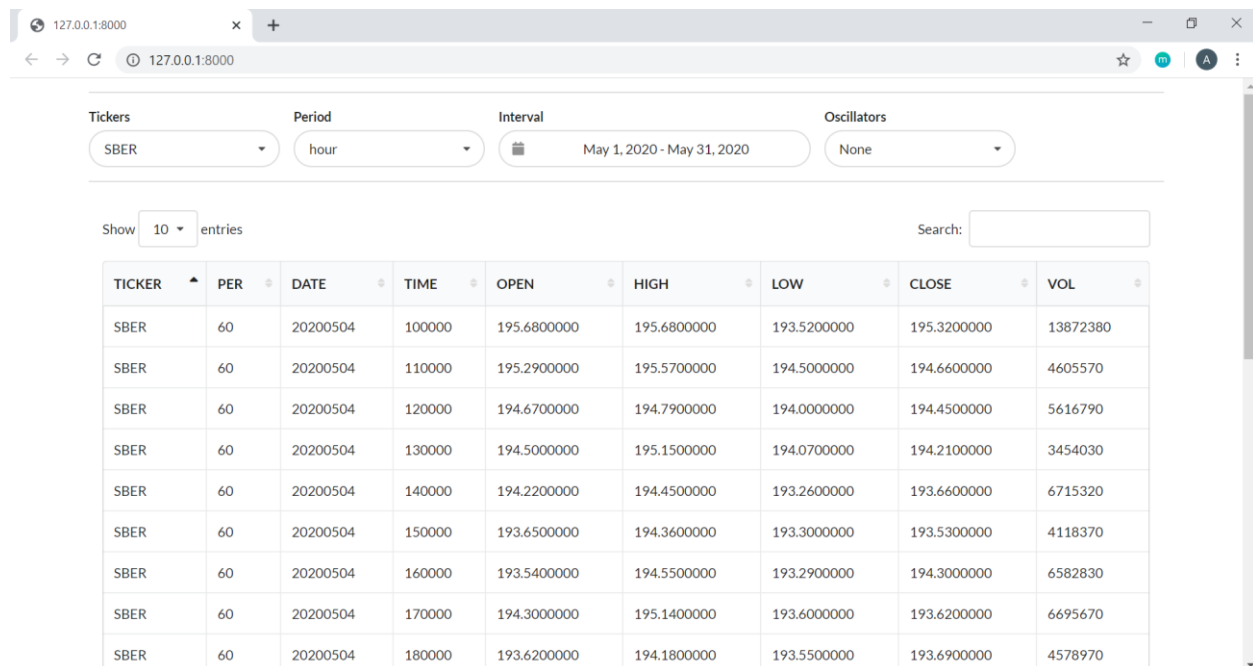 127.0.0.1:8000
127.0.0.1:8000
m
A
Tickers Period Interval Oscillators
SBER hour May 1, 2020 - May 31, 2020 None
Show 10 entries Search:
TICKER PER DATE TIME OPEN HIGH LOW CLOSE VOL
SBER 60 20200504 100000 195.6800000 195.6800000 193.5200000 195.3200000 13872380
SBER 60 20200504 110000 195.2900000 195.5700000 194.5000000 194.6600000 4605570
SBER 60 20200504 120000 194.6700000 194.7900000 194.0000000 194.4500000 5616790
SBER 60 20200504 130000 194.5000000 195.1500000 194.0700000 194.2100000 3454030
SBER 60 20200504 140000 194.2200000 194.4500000 193.2600000 193.6600000 6715320
SBER 60 20200504 150000 193.6500000 194.3600000 193.3000000 193.5300000 4118370
SBER 60 20200504 160000 193.5400000 194.5500000 193.2900000 194.3000000 6582830
SBER 60 20200504 170000 194.3000000 195.1400000 193.6000000 193.6200000 6695670
SBER 60 20200504 180000 193.6200000 194.1800000 193.5500000 193.6900000 4578970